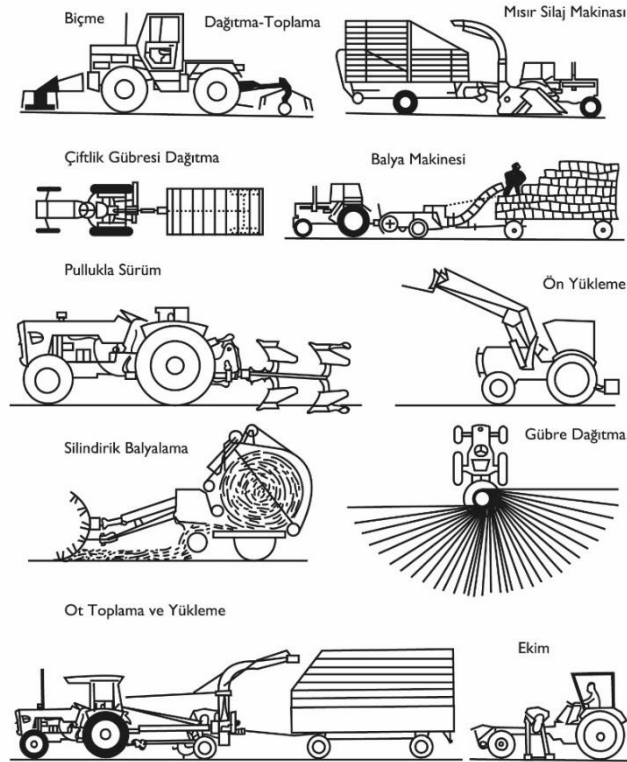 Biçme
Dağıtma-Toplama
Mısır Silaj Makinası
Çiftlik Gübresi Dağıtma
Balya Makinesi
Pullukla Sürüm
Ön Yükleme
Silindirik Balyalama
Gübre Dağıtma
Ot Toplama ve Yükleme
Ekim